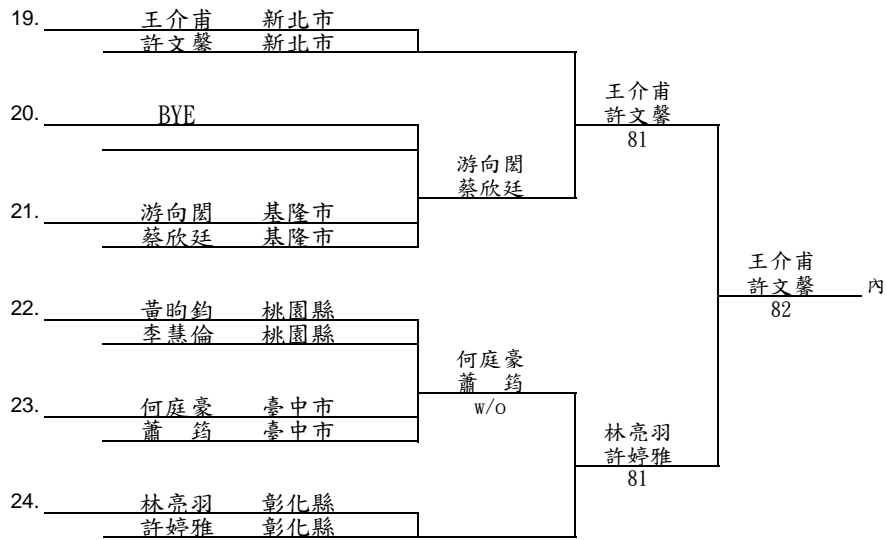 19. 王介甫 新北市
許文馨 新北市
王介甫
許文馨
81
20. BYE
游向閎
蔡欣廷
21. 游向閎 基隆市
蔡欣廷 基隆市
王介甫
許文馨 內
82
22. 黃昫鈞 桃園縣
李慧倫 桃園縣
何庭豪
蕭 筠
w/o
23. 何庭豪 臺中市
蕭 筠 臺中市
林亮羽
許婷雅
81
24. 林亮羽 彰化縣
許婷雅 彰化縣